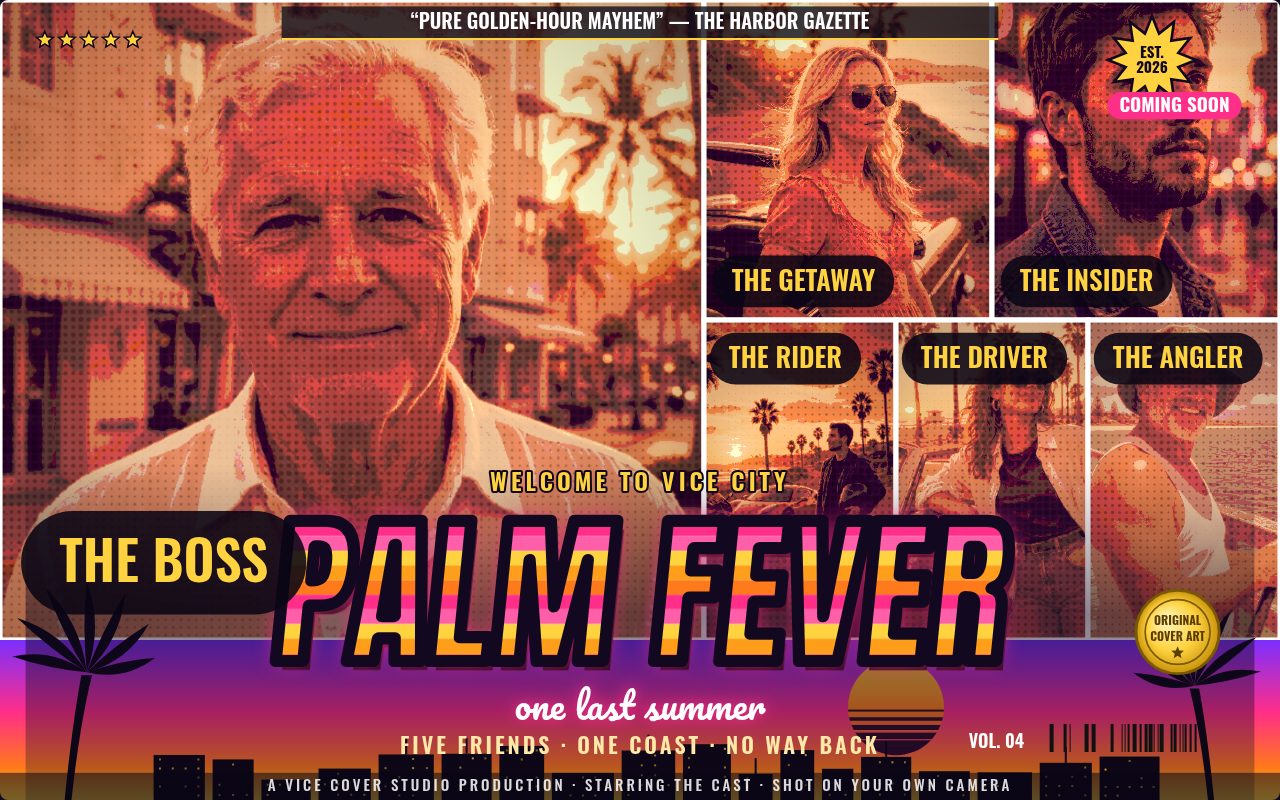 “PURE GOLDEN-HOUR MAYHEM” — THE HARBOR GAZETTE
EST.
2026
COMING SOON
THE GETAWAY
THE INSIDER
THE RIDER
THE DRIVER
THE ANGLER
WELCOME TO VICE CITY
THE BOSS
PALM FEVER
ORIGINAL
COVER ART
one last summer
FIVE FRIENDS · ONE COAST · NO WAY BACK
VOL. 04
A VICE COVER STUDIO PRODUCTION · STARRING THE CAST · SHOT ON YOUR OWN CAMERA